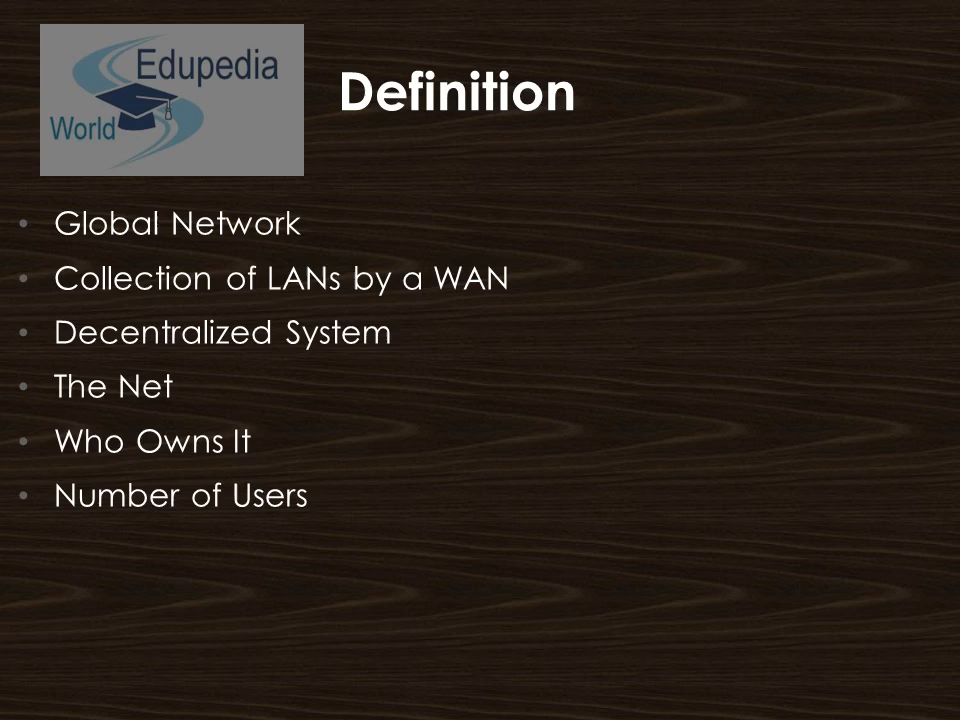 Edupedia
World
Definition
• Global Network
• Collection of LANs by a WAN
• Decentralized System
• The Net
• Who Owns It
• Number of Users